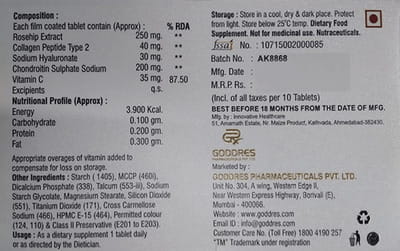 Composition :
Each film coated tablet contain (Approx) : % RDA
Rosehip Extract 250 mg. **
Collagen Peptide Type 2 40 mg. **
Sodium Hyaluronate 30 mg. **
Chondroitin Sulphate Sodium 200 mg. **
Vitamin C 35 mg. 87.50
Excipients q.s.
Nutritional Profile (Approx) :
Energy 3.900 Kcal.
Carbohydrate 0.100 gm.
Protein 0.200 gm.
Fat 0.300 gm.
Appropriate overages of vitamin added to
compensate for loss on storage.
Other Ingredients : Starch ( 1405), MCCP (460i),
Dicalcium Phosphate (338), Talcum (553-iii), Sodium
Starch Glycolate, Magnesium Stearate, Silicon Dioxide
(551), Titanium Dioxide (171), Cross Carmellose
Sodium (466), HPMC E-15 (464), Permitted colour
(124, 110) & Class II Preservative (E201 to E203).
Usage : As a dietary supplement 1 tablet daily
or as directed by the Dietician.
Storage : Store in a cool, dry & dark place. Protect
from light. Store below 25°C temp. Dietary Food
Supplement. Not for medicinal use. Nutraceuticals.
fssai No. : 10715002000085
Batch No. : AK8868
Mfg. Date :
M.R.P. Rs. :
(Incl. of all taxes per 10 Tablets)
BEST BEFORE 18 MONTHS FROM THE DATE OF MFG.
Mfg. by : Innovative Healthcare
51, Amarnath Estate, Nr. Maize Product, Kathvada, Ahmedabad-382430.
GODDRES
PHARMACEUTICALS PVT. LTD.
Marketed by :
GODDRES PHARMACEUTICALS PVT. LTD.
Unit No. 304, A wing, Western Edge II,
Near Western Express Highway, Borivali (E),
Mumbai - 400066.
Website : www.goddres.com
Email ID : info@goddres.com
Customer Care No. (Toll Free) 1800 4190 257
"TM" Trademark under registration